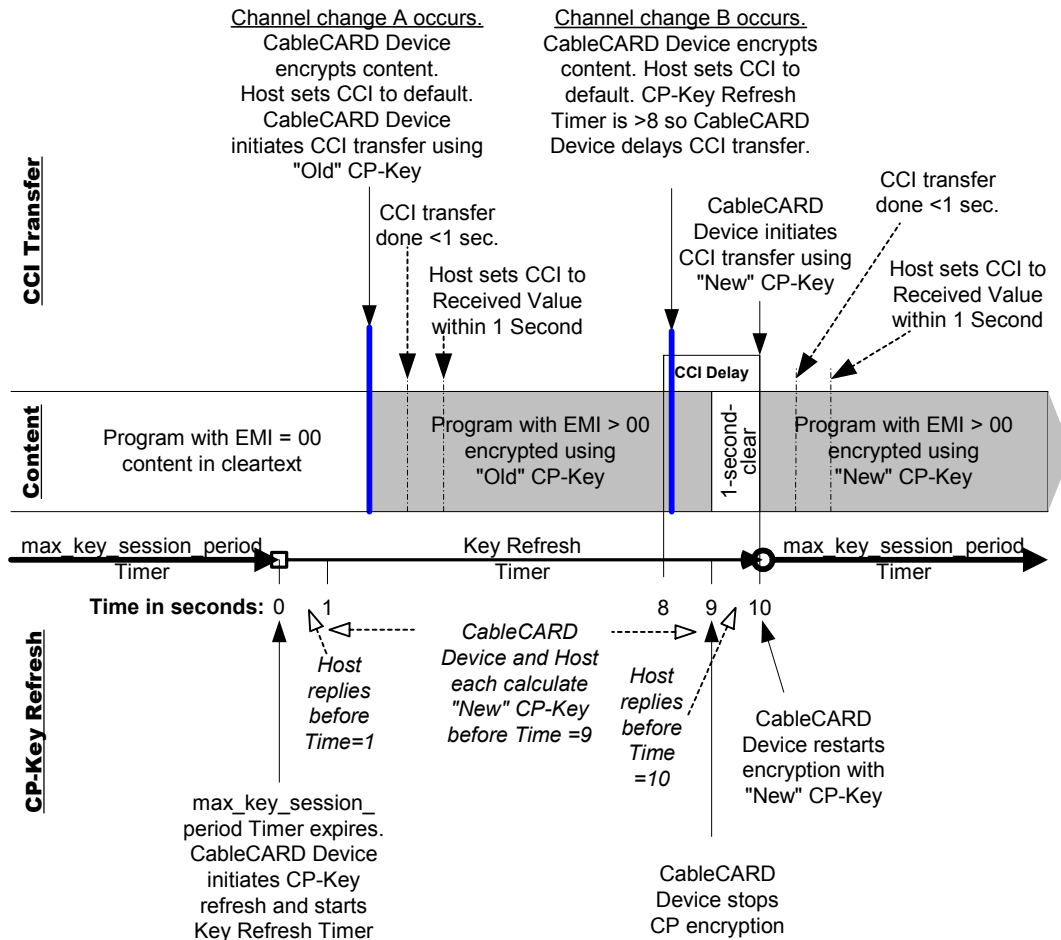 Channel change A occurs.
CableCARD Device
encrypts content.
Host sets CCI to default.
CableCARD Device
initiates CCI transfer using
"Old" CP-Key
Channel change B occurs.
CableCARD Device encrypts
content. Host sets CCI to
default. CP-Key Refresh
Timer is >8 so CableCARD
Device delays CCI transfer.
CCI Transfer
CCI transfer
done <1 sec.
Host sets CCI to
Received Value
within 1 Second
CableCARD
Device initiates
CCI transfer using
"New" CP-Key
CCI transfer
done <1 sec.
Host sets CCI to
Received Value
within 1 Second
CCI Delay
Content
Program with EMI = 00
content in cleartext
Program with EMI > 00
encrypted using
"Old" CP-Key
1-second-
clear
Program with EMI > 00
encrypted using
"New" CP-Key
max_key_session_period
Timer
Key Refresh
Timer
max_key_session_period
Timer
Time in seconds: 0 1 8 9 10
CP-Key Refresh
Host
replies
before
Time=1
CableCARD
Device and Host
each calculate
"New" CP-Key
before Time =9
Host
replies
before
Time
=10
CableCARD
Device restarts
encryption with
"New" CP-Key
max_key_session_
period Timer expires.
CableCARD Device
initiates CP-Key
refresh and starts
Key Refresh Timer
CableCARD
Device stops
CP encryption